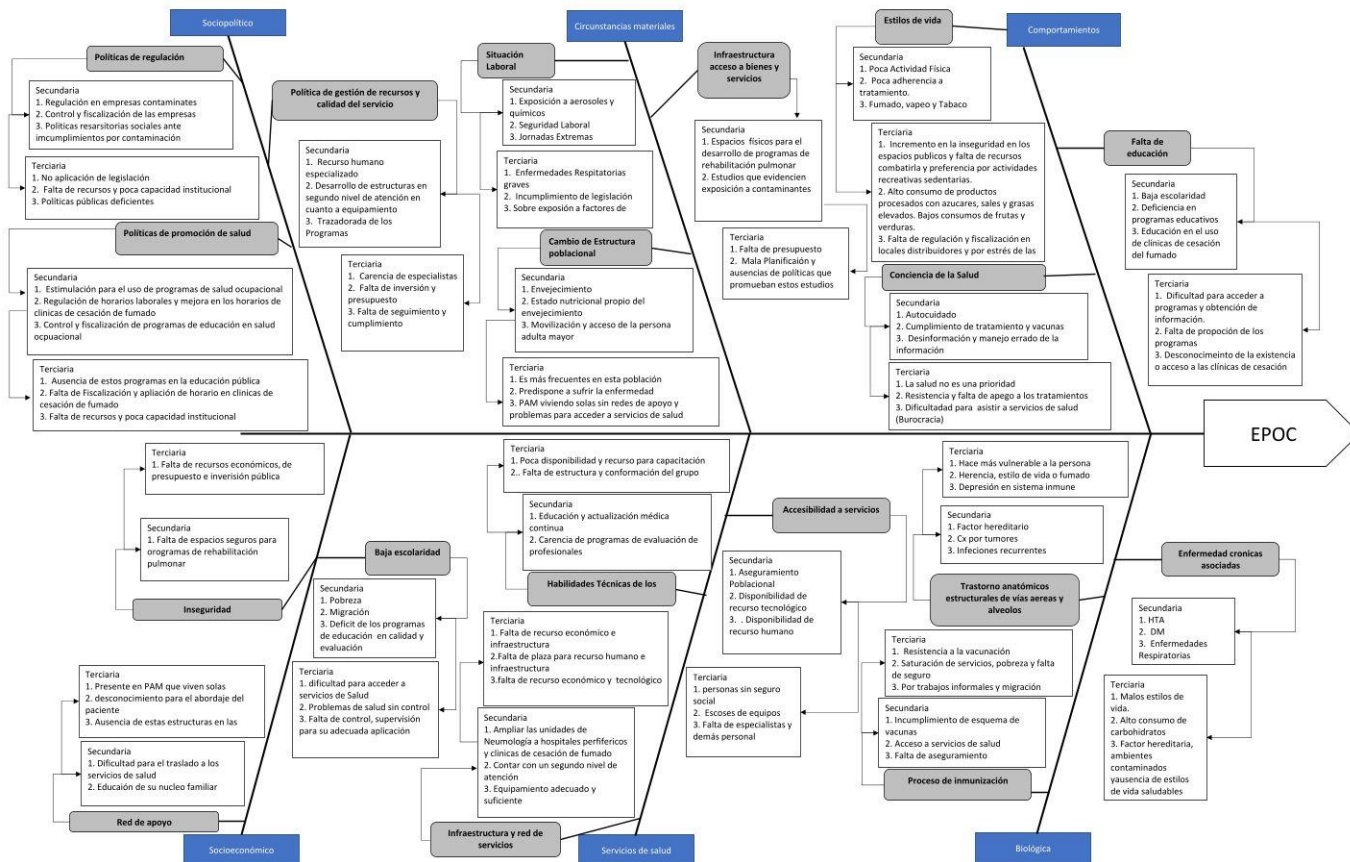 Sociopolítico
Políticas de regulación
Secundaria
1. Regulación en empresas contaminates
2. Control y fiscalización de las empresas
3. Politicas resarsitorias sociales ante
imcumplimientos por contaminación
Terciaria
1. No aplicación de legislación
2. Falta de recursos y poca capacidad institucional
3. Políticas públicas deficientes
Políticas de promoción de salud
Secundaria
1. Estimulación para el uso de programas de salud ocupacional
2. Regulación de horarios laborales y mejora en los horarios de
clinicas de cesación de fumado
3. Control y fiscalización de programas de educación en salud
ocpuacional
Terciaria
1. Ausencia de estos programas en la educación pública
2. Falta de Fiscalización y apliación de horario en clinicas de
cesación de fumado
3. Falta de recursos y poca capacidad institucional
Política de gestión de recursos y
calidad del servicio
Secundaria
1. Recurso humano
especializado
2. Desarrollo de estructuras en
segundo nivel de atención en
cuanto a equipamiento
3. Trazadorada de los
Programas
Terciaria
1. Carencia de especialistas
2. Falta de inversión y
presupuesto
3. Falta de seguimiento y
cumplimiento
Circunstancias materiales
Situación
Laboral
Secundaria
1. Exposición a aerosoles y
químicos
2. Seguridad Laboral
3. Jornadas Extremas
Terciaria
1. Enfermedades Respitatorias
graves
2. Incumplimiento de legislación
3. Sobre exposición a factores de
Cambio de Estructura
poblacional
Secundaria
1. Envejecimiento
2. Estado nutricional propio del
envejecimiento
3. Movilización y acceso de la persona
adulta mayor
Terciaria
1. Es más frecuentes en esta población
2. Predispone a sufrir la enfermedad
3. PAM viviendo solas sin redes de apoyo y
problemas para acceder a servicios de salud
Infraestructura
acceso a bienes y
servicios
Secundaria
1. Espacios físicos para el
desarrollo de programas de
rehabilitación pulmonar
2. Estudios que evidencien
exposición a contaminantes
Terciaria
1. Falta de presupuesto
2. Mala Planificaión y
ausencias de políticas que
promueban estos estudios
Comportamientos
Estilos de vida
Secundaria
1. Poca Actividad Física
2. Poca adherencia a
tratamiento.
3. Fumado, vapeo y Tabaco
Terciaria
1. Incremento en la inseguridad en los
espacios publicos y falta de recursos
combatirla y preferencia por actividades
recreativas sedentarias.
2. Alto consumo de productos
procesados con azucares, sales y grasas
elevados. Bajos consumos de frutas y
verduras.
3. Falta de regulación y fiscalización en
locales distribuidores y por estrés de las
Conciencia de la Salud
Secundaria
1. Autocuidado
2. Cumplimiento de tratamiento y vacunas
3. Desinformación y manejo errado de la
información
Terciaria
1. La salud no es una prioridad
2. Resistencia y falta de apego a los tratamientos
3. Dificultadad para asistir a servicios de salud
(Burocracia)
Falta de
educación
Secundaria
1. Baja escolaridad
2. Deficiencia en
programas educativos
3. Educación en el uso
de clínicas de cesación
del fumado
Terciaria
1. Dificultad para acceder a
programas y obtención de
información.
2. Falta de propoción de los
programas
3. Desconocimeinto de la existencia
o acceso a las clínicas de cesación
EPOC
Terciaria
1. Falta de recursos económicos, de
presupuesto e inverisión pública
Secundaria
1. Falta de espacios seguros para
orogramas de rehabilitación
pulmonar
Inseguridad
Terciaria
1. Presente en PAM que viven solas
2. desconocimiento para el abordaje del
paciente
3. Ausencia de estas estructuras en las
Secundaria
1. Dificultad para el traslado a los
servicios de salud
2. Educaión de su nucleo familiar
Red de apoyo
Socioeconómico
Baja escolaridad
Secundaria
1. Pobreza
2. Migración
3. Deficit de los programas
de educación en calidad y
evaluación
Terciaria
1. dificultad para acceder a
servicios de Salud
2. Problemas de salud sin control
3. Falta de control, supervisión
para su adecuada aplicación
Terciaria
1. Poca disponibilidad y recurso para capacitación
2.. Falta de estructura y conformación del grupo
Secundaria
1. Educación y actualización médica
continua
2. Carencia de programas de evaluación de
profesionales
Habilidades Técnicas de los
Terciaria
1. Falta de recurso económico e
infraestructura
2.Falta de plaza para recurso humano e
infraestructura
3.falta de recurso económico y tecnológico
Secundaria
1. Ampliar las unidades de
Neumología a hospitales perfifericos
y clinicas de cesación de fumado
2. Contar con un segundo nivel de
atención
3. Equipamiento adecuado y
suficiente
Infraestructura y red de
servicios
Servicios de salud
Accesibilidad a servicios
Secundaria
1. Aseguramiento
Poblacional
2. Disponibilidad de
recurso tecnológico
3. . Disponibilidad de
recurso humano
Terciaria
1. personas sin seguro
social
2. Escoses de equipos
3. Falta de especialistas y
demás personal
Terciaria
1. Hace más vulnerable a la persona
2. Herencia, estilo de vida o fumado
3. Depresión en sistema inmune
Secundaria
1. Factor hereditario
2. Cx por tumores
3. Infeciones recurrentes
Trastorno anatómicos
estructurales de vías aereas y
alveolos
Terciaria
1. Resistencia a la vacunación
2. Saturación de servicios, pobreza y falta
de seguro
3. Por trabajos informales y migración
Secundaria
1. Incumplimiento de esquema de
vacunas
2. Acceso a servicios de salud
3. Falta de aseguramiento
Proceso de inmunización
Biológica
Enfermedad cronicas
asociadas
Secundaria
1. HTA
2. DM
3. Enfermedades
Respiratorias
Terciaria
1. Malos estilos de
vida.
2. Alto consumo de
carbohidratos
3. Factor hereditaria,
ambientes
contaminados
yausencia de estilos
de vida saludables